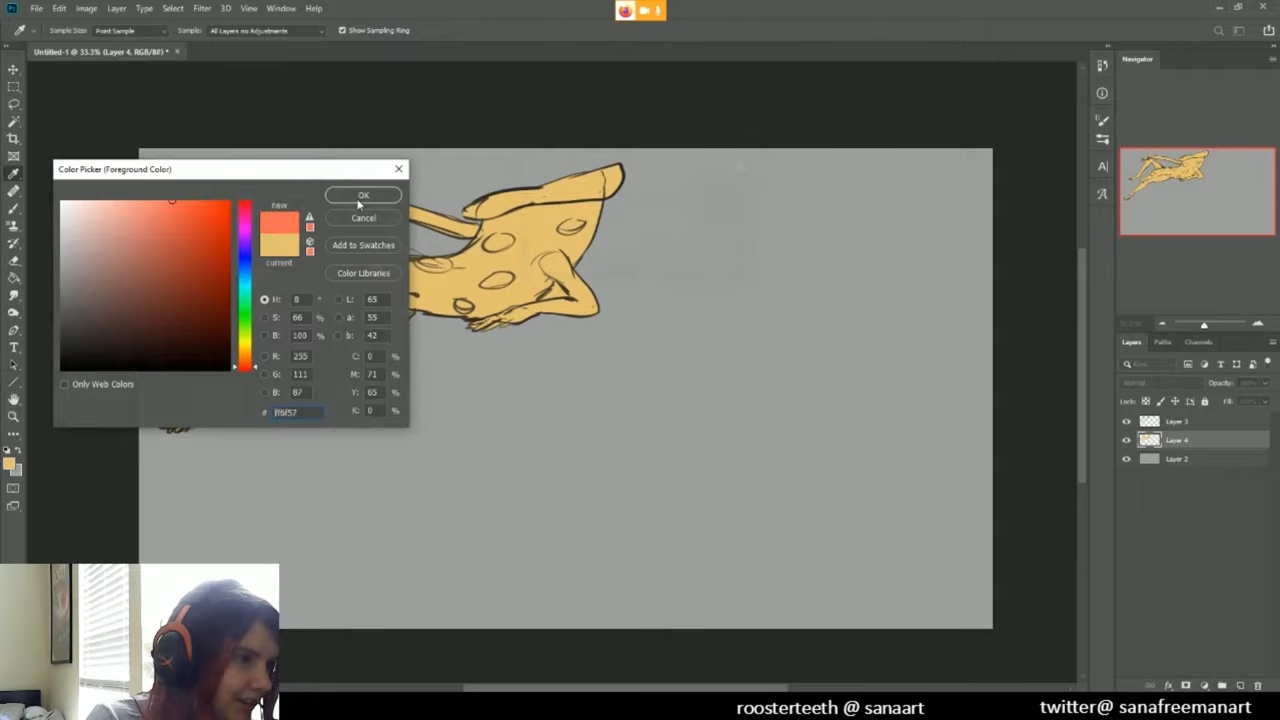 Ps File Edit Image Layer Type Select Filter 3D View Window Help
Sample Size: Point Sample Sample: All Layers no Adjustments Show Sampling Ring
Untitled-1 @ 33.3% (Layer 4, RGB/8#) *
Navigator
Color Picker (Foreground Color)
OK
new
Cancel
Add to Swatches
current
Color Libraries
H: 8 ° L: 65
S: 66 % a: 55
B: 100 % b: 42
R: 255 C: 0 %
G: 111 M: 71 %
B: 87 Y: 65 %
# ff6f57 K: 0 %
Only Web Colors
Layers Paths Channels
Kind
Normal Opacity:
Lock: Fill:
Layer 3
Layer 4
Layer 2
roosterteeth @ sanaart twitter@ sanafreemanart